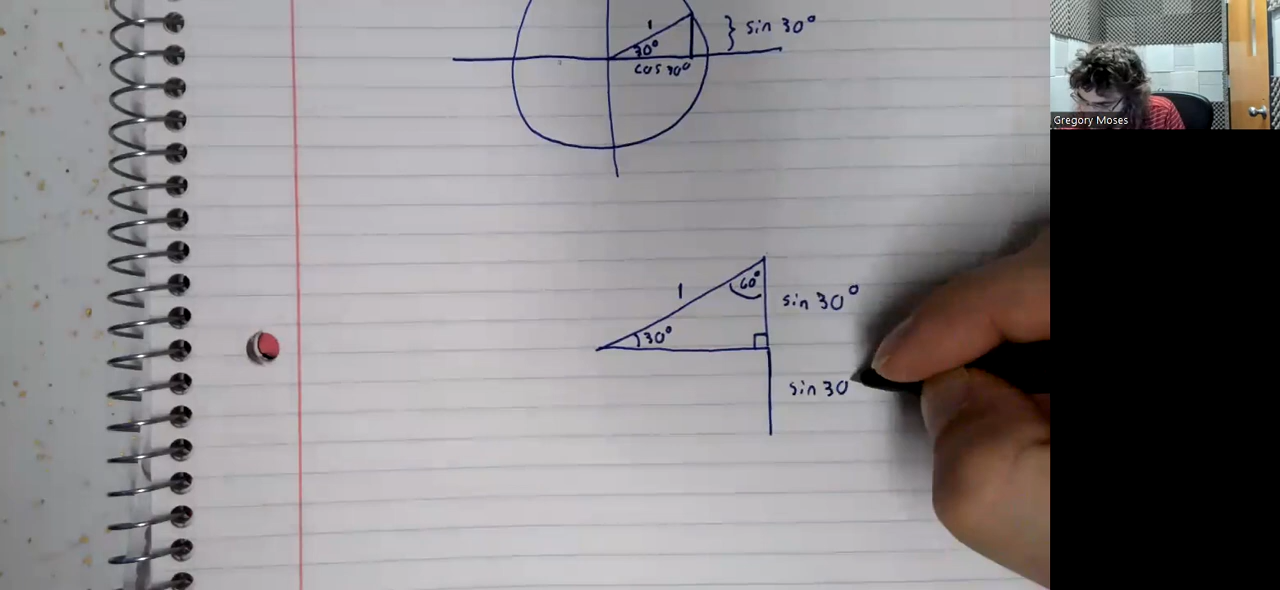 1
} sin 30°
30°
cos 30°
Gregory Moses
1
60°
sin 30°
30°
sin 30